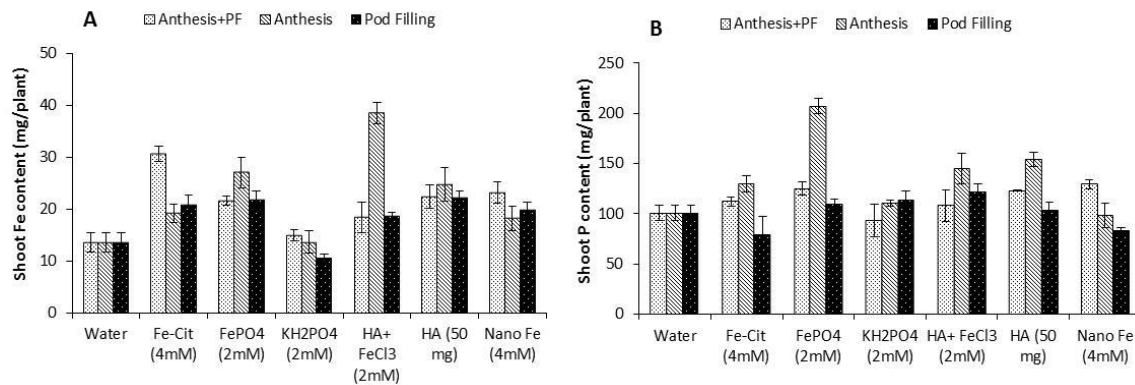 A
Anthesis+PF Anthesis Pod Filling
Shoot Fe content (mg/plant)
50
40
30
20
10
0
Water Fe-Cit (4mM) FePO4 (2mM) KH2PO4 (2mM) HA+ FeCl3 (2mM) HA (50 mg) Nano Fe (4mM)
B
Anthesis+PF Anthesis Pod Filling
Shoot P content (mg/plant)
250
200
150
100
50
0
Water Fe-Cit (4mM) FePO4 (2mM) KH2PO4 (2mM) HA+ FeCl3 (2mM) HA (50 mg) Nano Fe (4mM)